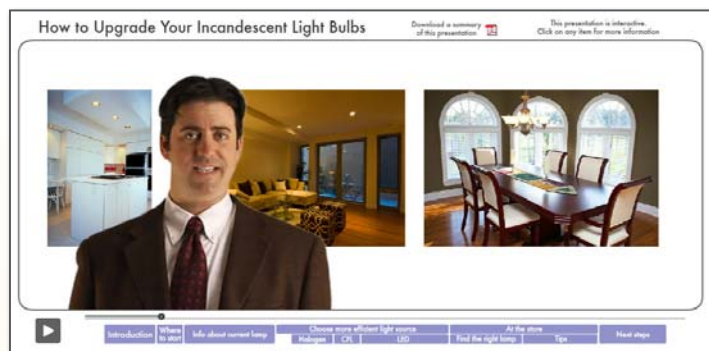 How to Upgrade Your Incandescent Light Bulbs
Download a summary
of this presentation
This presentation is interactive.
Click on any item for more information
Introduction
Where
to start
Info about current lamp
Choose more efficient light source
Halogen
CFL
LED
At the store
Find the right lamp
Tips
Next steps